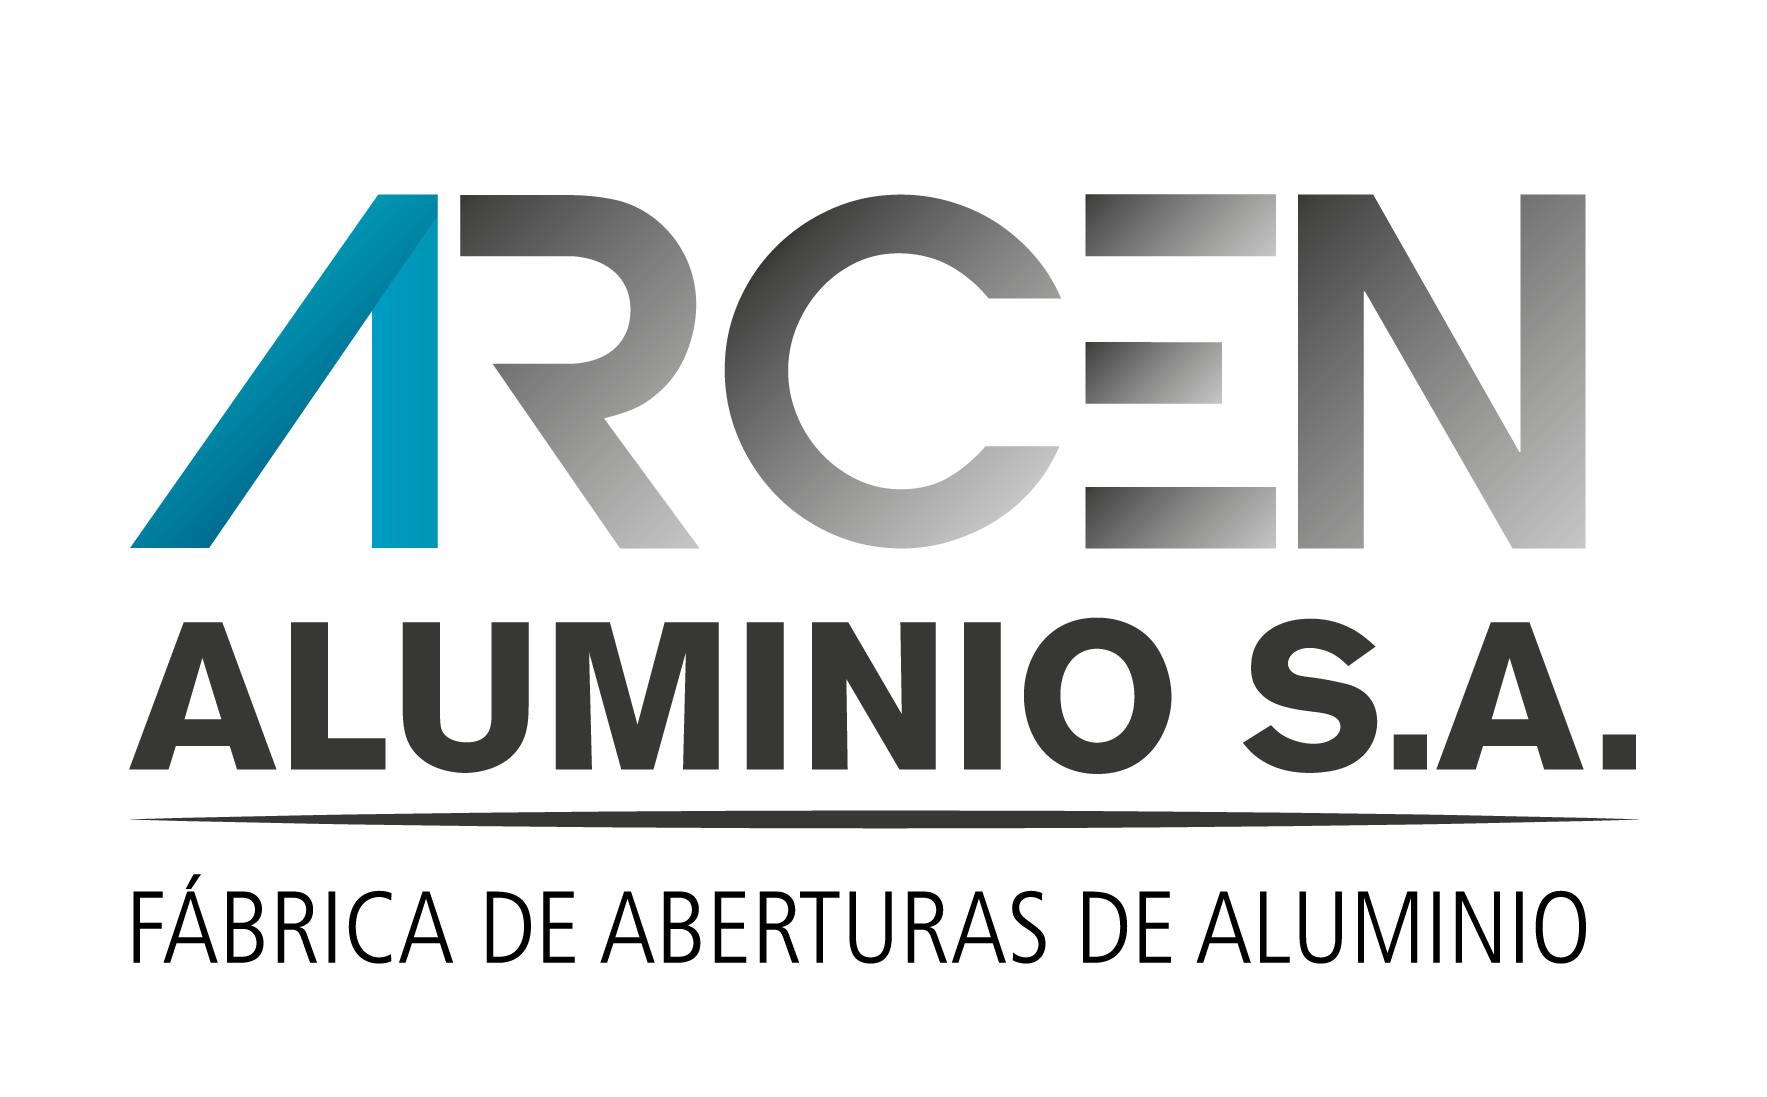 ARCEN
ALUMINIO S.A.
FÁBRICA DE ABERTURAS DE ALUMINIO